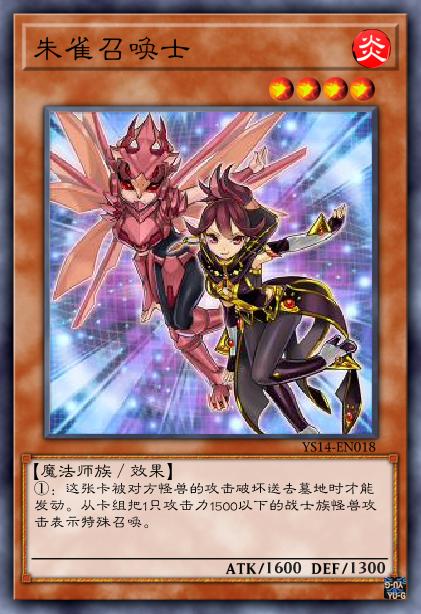 朱雀召唤士
炎
YS14-EN018
【魔法师族／效果】
①：这张卡被对方怪兽的攻击破坏送去墓地时才能
发动。从卡组把1只攻击力1500以下的战士族怪兽攻
击表示特殊召唤。
ATK/1600 DEF/1300